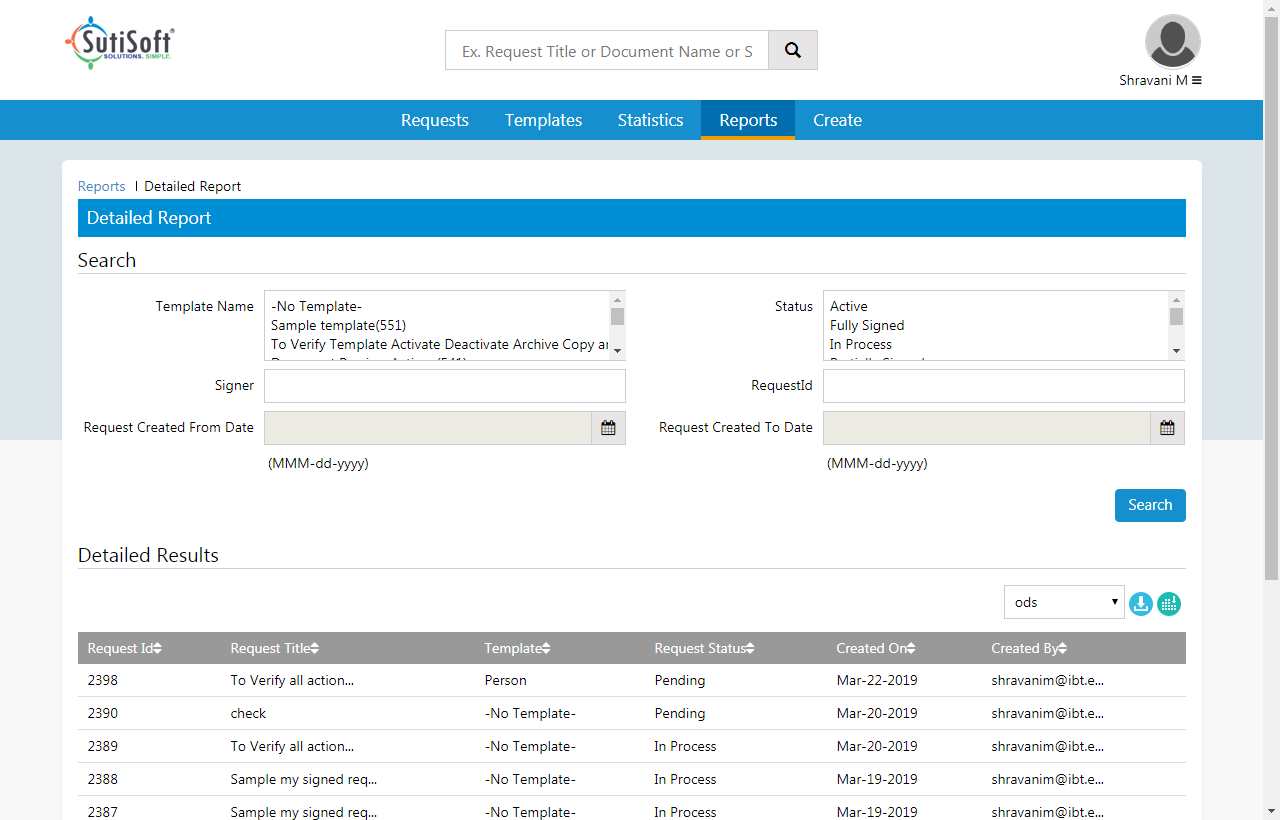 SutiSoft®
SOLUTIONS. SIMPLE.
Ex. Request Title or Document Name or S
Shravani M
Requests Templates Statistics Reports Create
Reports | Detailed Report
Detailed Report
Search
Template Name -No Template- Status Active
Sample template(551) Fully Signed
To Verify Template Activate Deactivate Archive Copy ar In Process
Signer RequestId
Request Created From Date Request Created To Date
(MMM-dd-yyyy) (MMM-dd-yyyy)
Search
Detailed Results
ods
Request Id Request Title Template Request Status Created On Created By
2398 To Verify all action... Person Pending Mar-22-2019 shravanim@ibt.e...
2390 check -No Template- Pending Mar-20-2019 shravanim@ibt.e...
2389 To Verify all action... -No Template- In Process Mar-20-2019 shravanim@ibt.e...
2388 Sample my signed req... -No Template- In Process Mar-19-2019 shravanim@ibt.e...
2387 Sample my signed req... -No Template- In Process Mar-19-2019 shravanim@ibt.e...